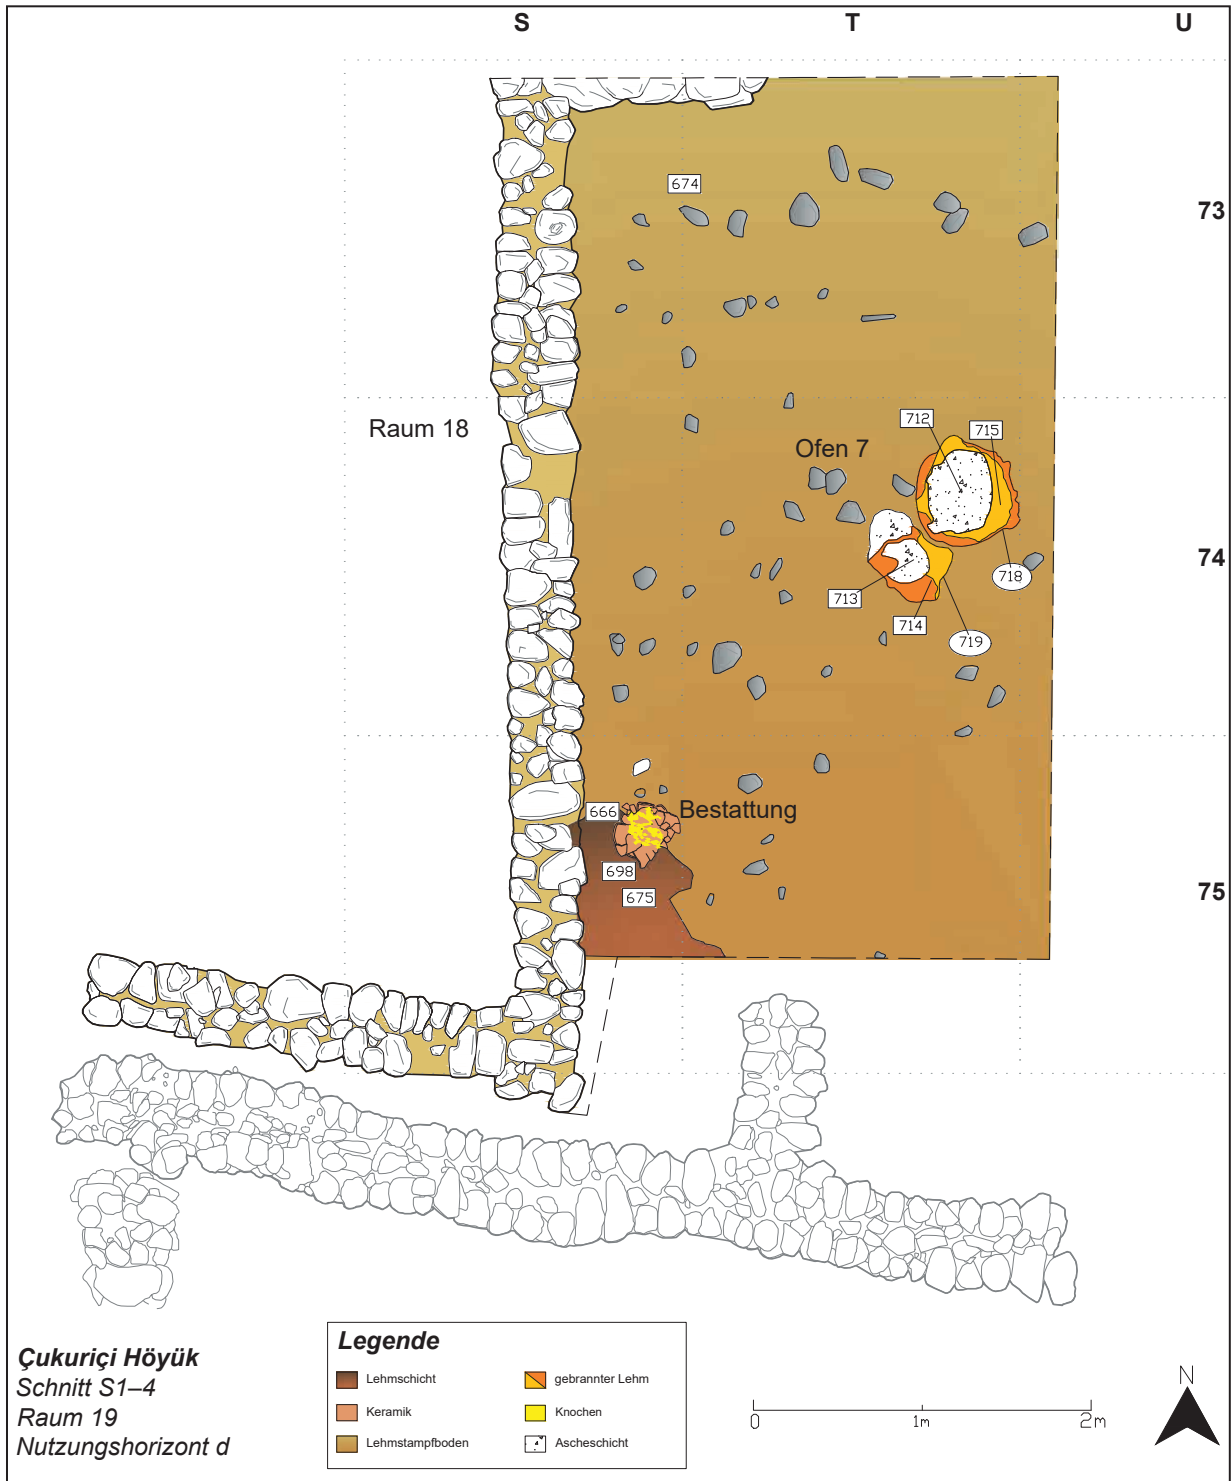 S T U
674
73
Raum 18
712
715
Ofen 7
74
718
713
714
719
666
Bestattung
698
675
75
Çukuriçi Höyük
Schnitt S1–4
Raum 19
Nutzungshorizont d
Legende
Lehmschicht
gebrannter Lehm
Keramik
Knochen
Lehmstampfboden
Ascheschicht
0 1m 2m
N